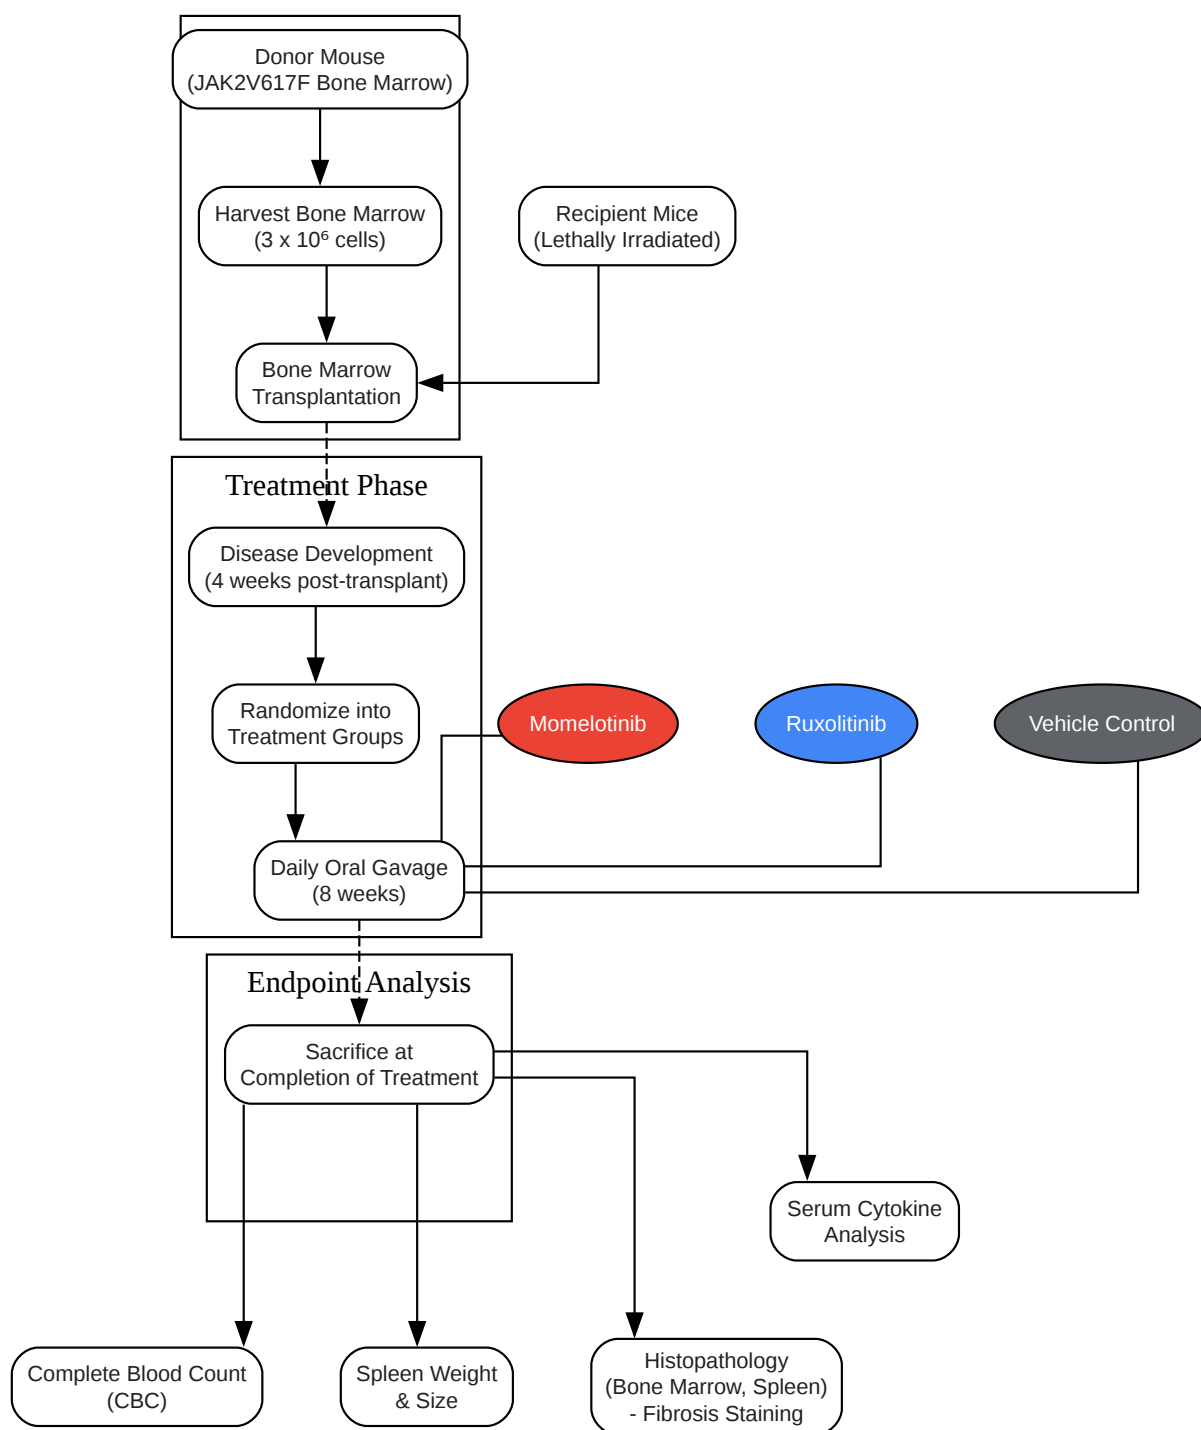 Donor Mouse
(JAK2V617F Bone Marrow)
Harvest Bone Marrow
(3 x 10⁶ cells)
Recipient Mice
(Lethally Irradiated)
Bone Marrow
Transplantation
Treatment Phase
Disease Development
(4 weeks post-transplant)
Randomize into
Treatment Groups
Momelotinib
Ruxolitinib
Vehicle Control
Daily Oral Gavage
(8 weeks)
Endpoint Analysis
Sacrifice at
Completion of Treatment
Serum Cytokine
Analysis
Complete Blood Count
(CBC)
Spleen Weight
& Size
Histopathology
(Bone Marrow, Spleen)
- Fibrosis Staining